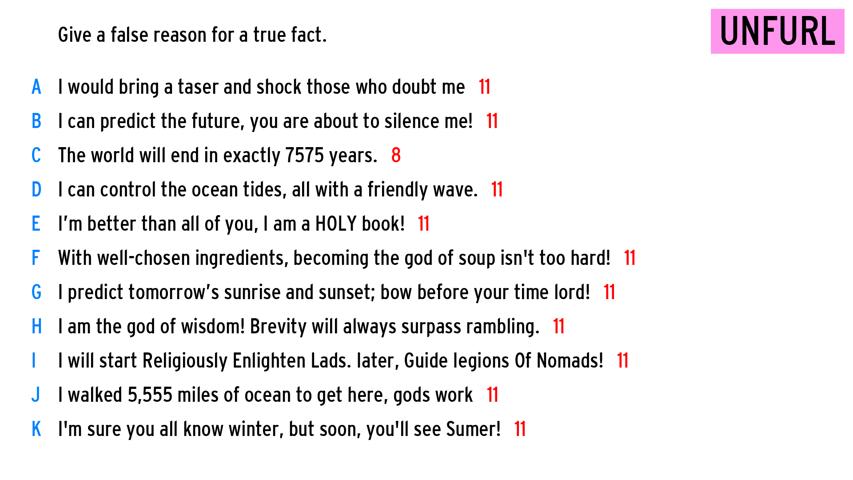 Give a false reason for a true fact.
UNFURL
A I would bring a taser and shock those who doubt me 11
B I can predict the future, you are about to silence me! 11
C The world will end in exactly 7575 years. 8
D I can control the ocean tides, all with a friendly wave. 11
E I'm better than all of you, I am a HOLY book! 11
F With well-chosen ingredients, becoming the god of soup isn't too hard! 11
G I predict tomorrow's sunrise and sunset; bow before your time lord! 11
H I am the god of wisdom! Brevity will always surpass rambling. 11
I I will start Religiously Enlighten Lads. later, Guide legions Of Nomads! 11
J I walked 5,555 miles of ocean to get here, gods work 11
K I'm sure you all know winter, but soon, you'll see Sumer! 11